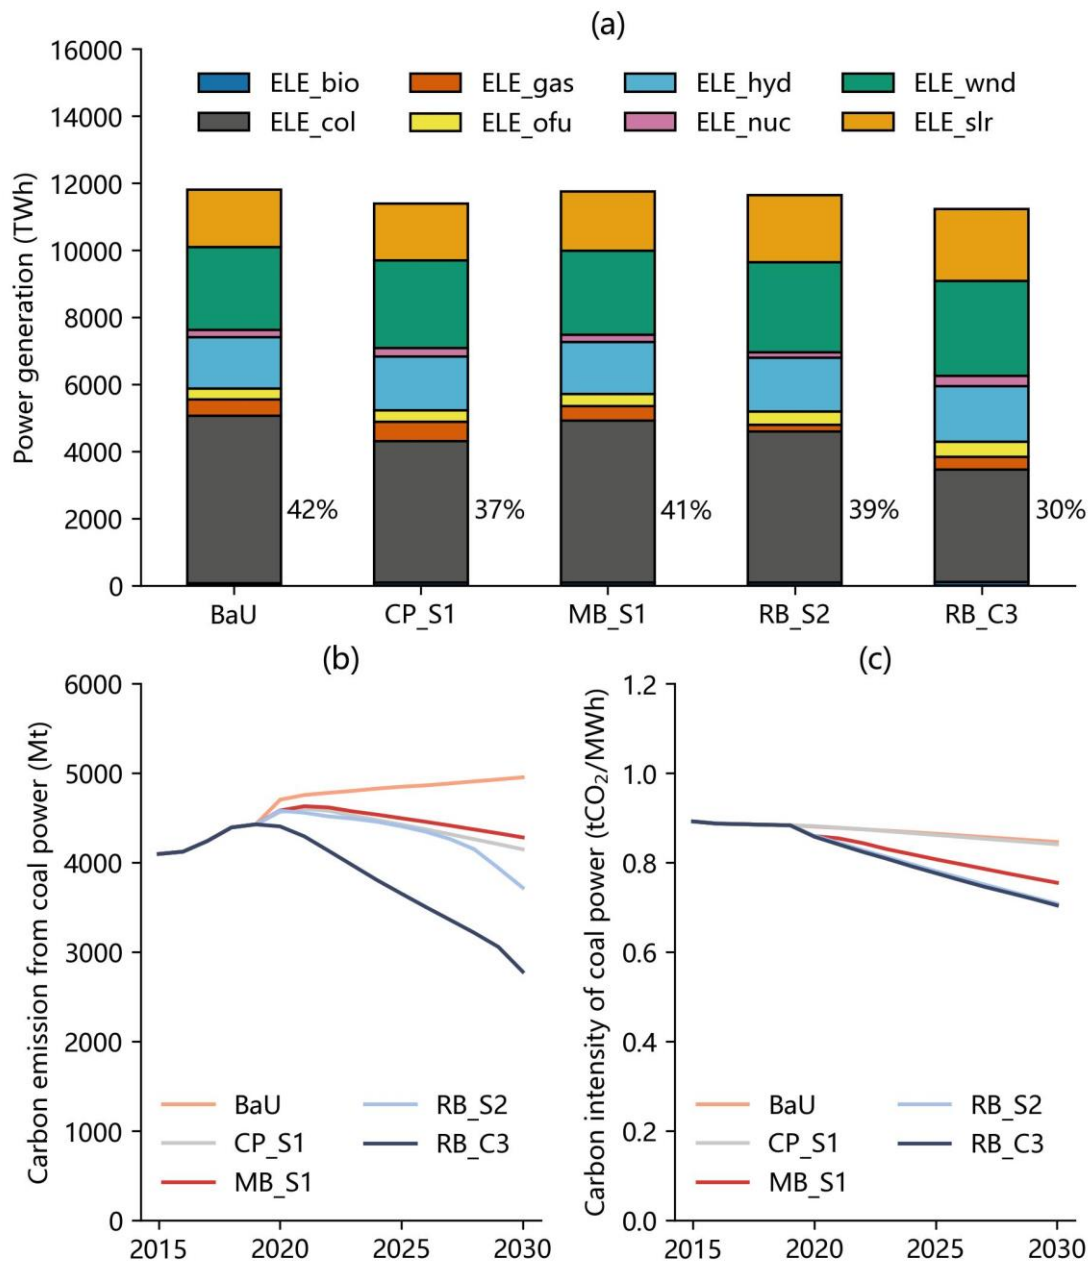 (a)
16000
14000
12000
10000
8000
6000
4000
2000
0
Power generation (TWh)
ELE_bio ELE_gas ELE_hyd ELE_wnd
ELE_col ELE_ofu ELE_nuc ELE_slr
42% 37% 41% 39% 30%
BaU CP_S1 MB_S1 RB_S2 RB_C3
(b)
6000
5000
4000
3000
2000
1000
0
Carbon emission from coal power (Mt)
BaU RB_S2
CP_S1 RB_C3
MB_S1
2015 2020 2025 2030
(c)
1.2
1.0
0.8
0.6
0.4
0.2
0.0
Carbon intensity of coal power (tCO₂/MWh)
BaU RB_S2
CP_S1 RB_C3
MB_S1
2015 2020 2025 2030